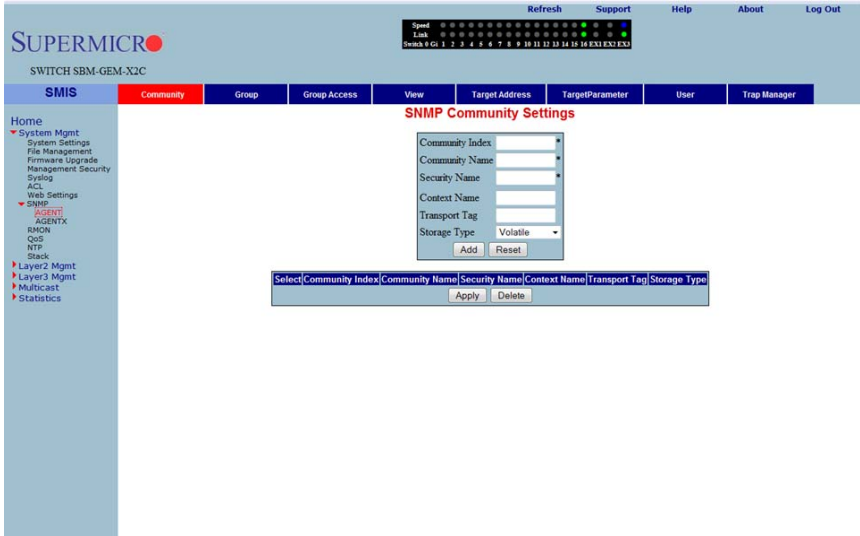 Refresh Support Help About Log Out
SUPERMICRO
SWITCH SBM-GEM-X2C
Speed
Link
Switch 0 Gi 1 2 3 4 5 6 7 8 9 10 11 12 13 14 15 16 EX1 EX2 EX3
SMIS
Community Group Group Access View Target Address TargetParameter User Trap Manager
Home
System Mgmt
System Settings
File Management
Firmware Upgrade
Management Security
Syslog
ACL
Web Settings
SNMP
AGENT
AGENTX
RMON
QoS
NTP
Stack
Layer2 Mgmt
Layer3 Mgmt
Multicast
Statistics
SNMP Community Settings
Community Index *
Community Name *
Security Name *
Context Name
Transport Tag
Storage Type Volatile
Add Reset
Select Community Index Community Name Security Name Context Name Transport Tag Storage Type
Apply Delete